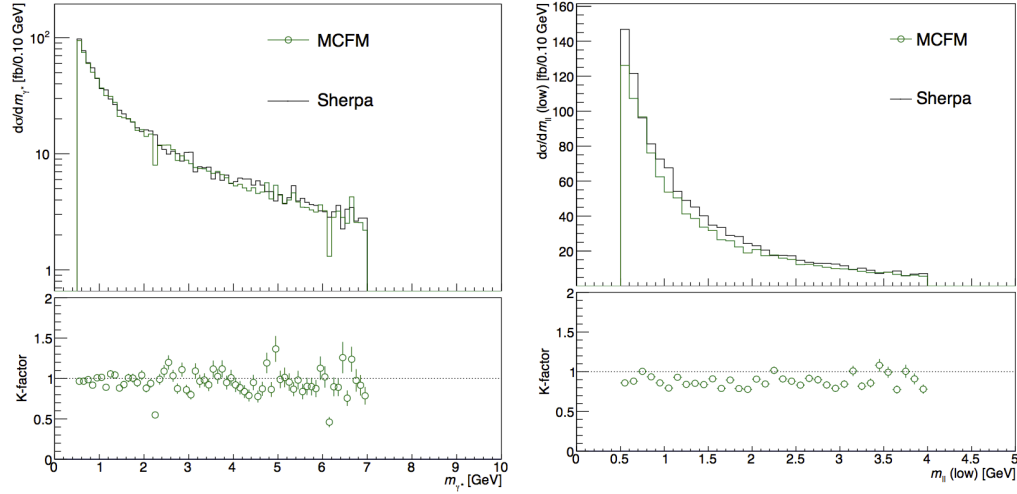 dσ/dm_γ* [fb/0.10 GeV]
10²
10
1
MCFM
Sherpa
K-factor
2
1.5
1
0.5
0
0 1 2 3 4 5 6 7 8 9 10
m_γ* [GeV]
dσ/dm_ll (low) [fb/0.10 GeV]
160
140
120
100
80
60
40
20
MCFM
Sherpa
K-factor
2
1.5
1
0.5
0
0 0.5 1 1.5 2 2.5 3 3.5 4 4.5 5
m_ll (low) [GeV]